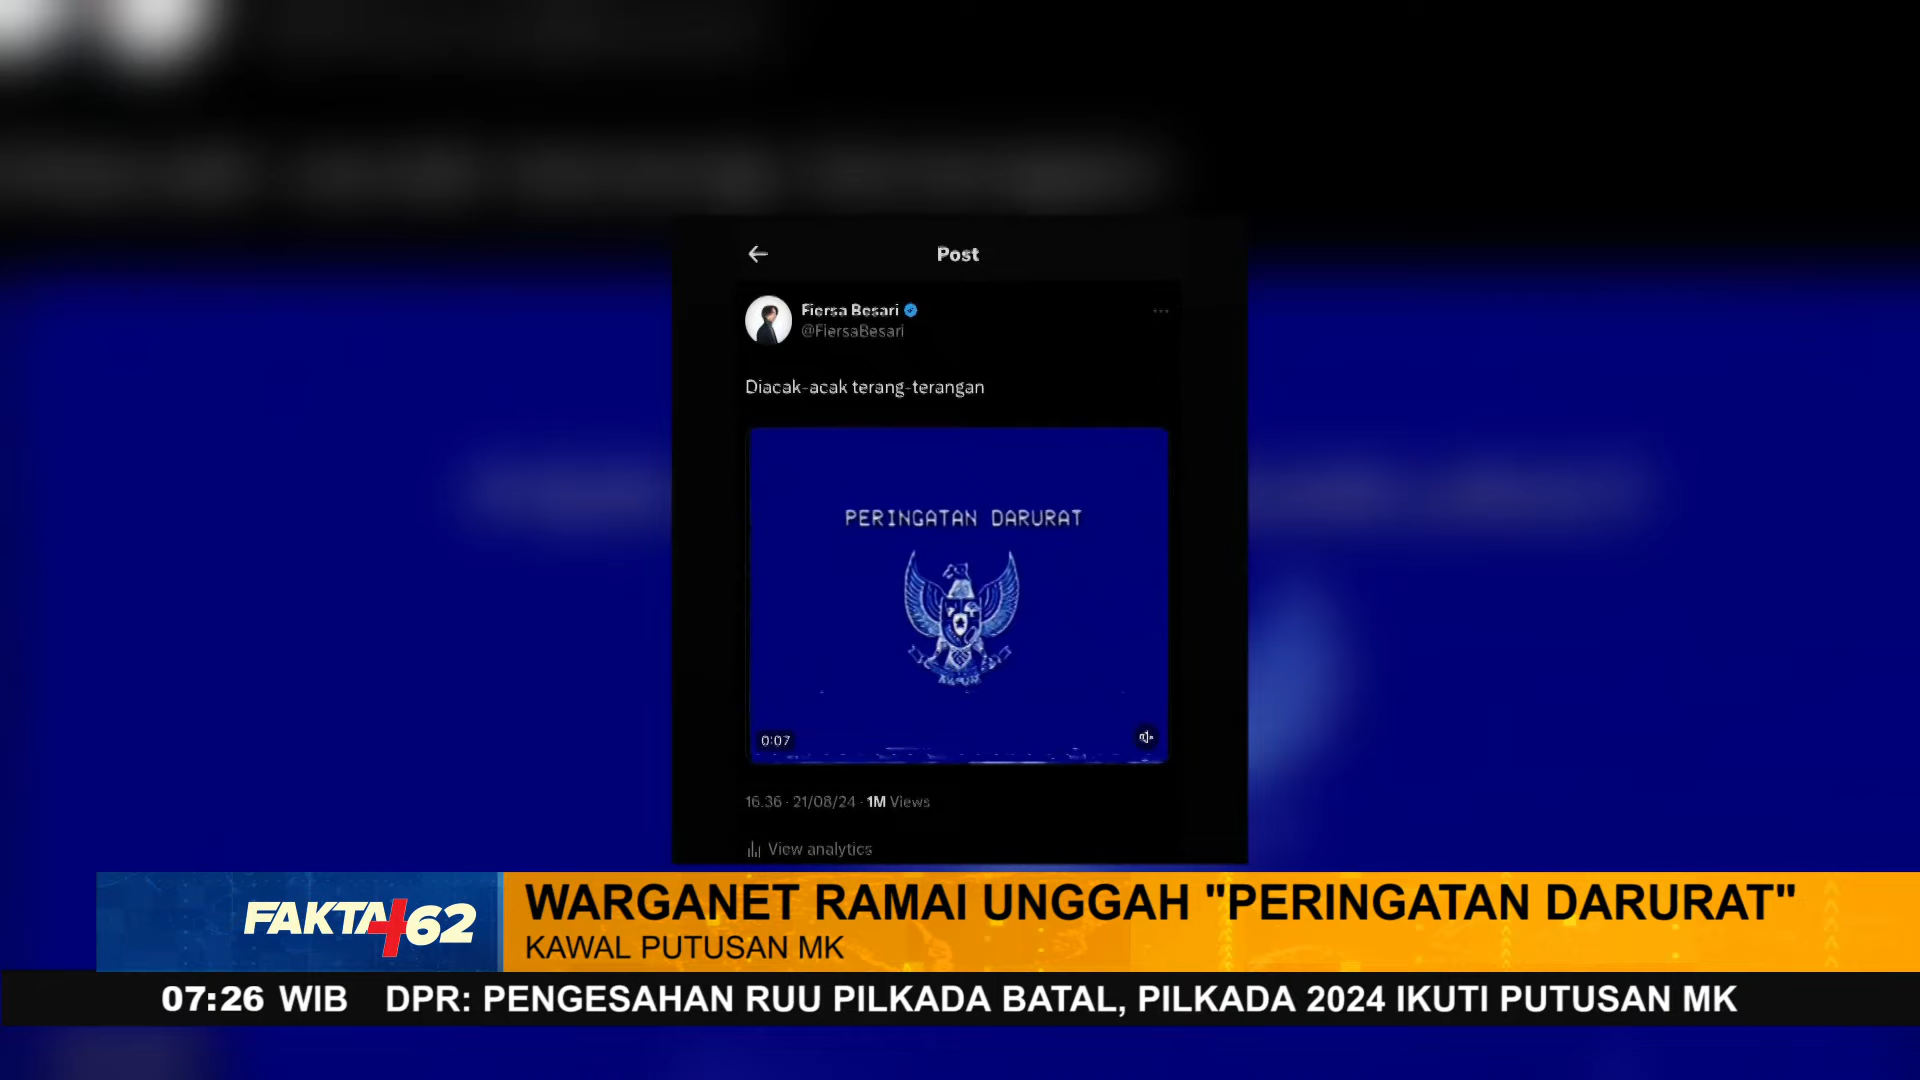 Post
Fiersa Besari
@FiersaBesari
Diacak-acak terang-terangan
PERINGATAN DARURAT
0:07
16.36 · 21/08/24 · 1M Views
View analytics
FAKTA+62
WARGANET RAMAI UNGGAH "PERINGATAN DARURAT"
KAWAL PUTUSAN MK
07:26 WIB DPR: PENGESAHAN RUU PILKADA BATAL, PILKADA 2024 IKUTI PUTUSAN MK